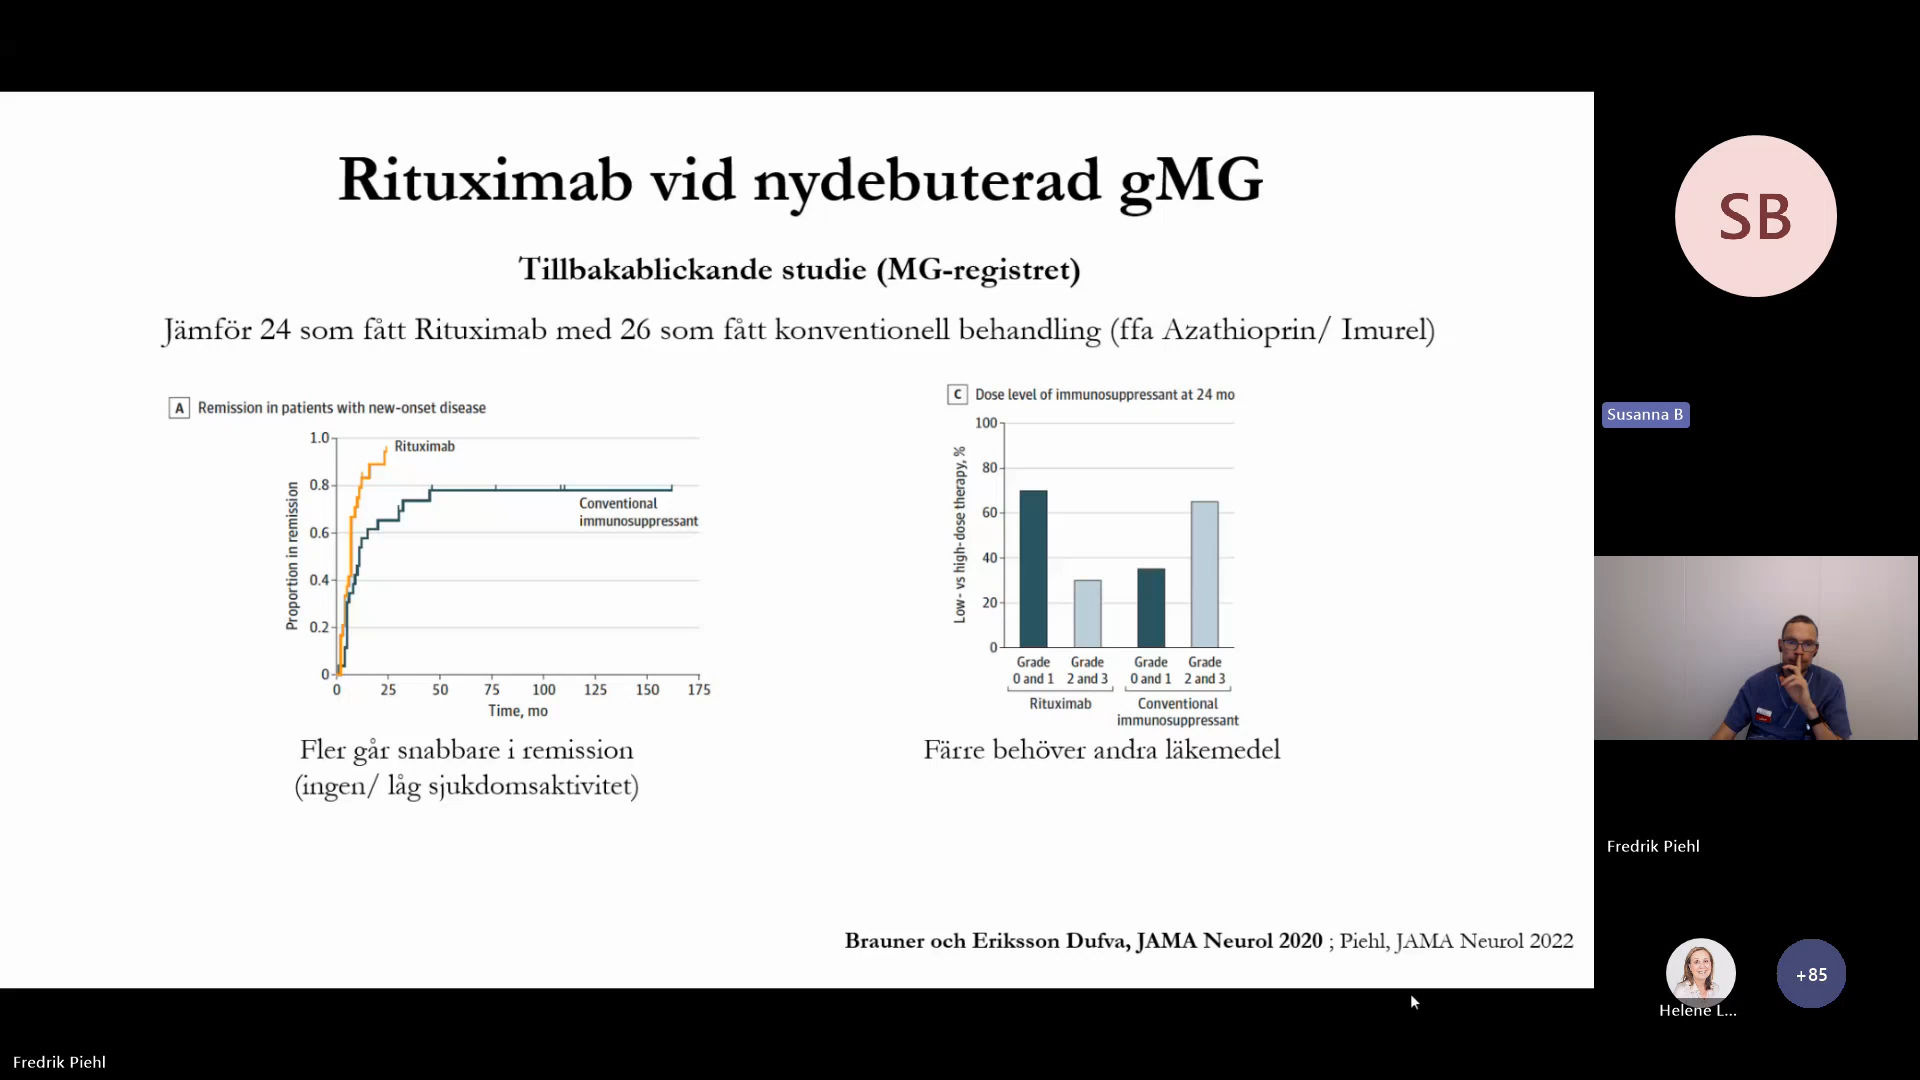 Rituximab vid nydebuterad gMG
Tillbakablickande studie (MG-registret)
Jämför 24 som fått Rituximab med 26 som fått konventionell behandling (ffa Azathioprin/ Imurel)
A Remission in patients with new-onset disease
Proportion in remission
1.0
0.8
0.6
0.4
0.2
0
Rituximab
Conventional
immunosuppressant
0 25 50 75 100 125 150 175
Time, mo
Fler går snabbare i remission
(ingen/ låg sjukdomsaktivitet)
C Dose level of immunosuppressant at 24 mo
Low- vs high-dose therapy, %
100
80
60
40
20
0
Grade Grade Grade Grade
0 and 1 2 and 3 0 and 1 2 and 3
Rituximab Conventional
immunosuppressant
Färre behöver andra läkemedel
Brauner och Eriksson Dufva, JAMA Neurol 2020 ; Piehl, JAMA Neurol 2022
SB
Susanna B
Fredrik Piehl
+85
Helene L...
Fredrik Piehl